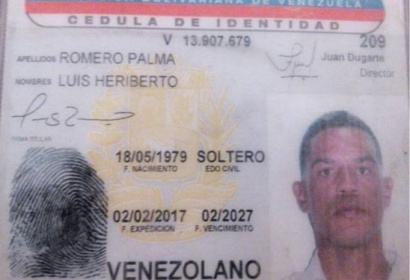 BOLIVARIANA DE VENEZUELA
CEDULA DE IDENTIDAD
V 13.907.679 209
APELLIDOS ROMERO PALMA
Juan Dugarte
Director
NOMBRES LUIS HERIBERTO
FIRMA TITULAR
18/05/1979 SOLTERO
F. NACIMIENTO EDO CIVIL
02/02/2017 02/2027
F. EXPEDICION F. VENCIMIENTO
VENEZOLANO